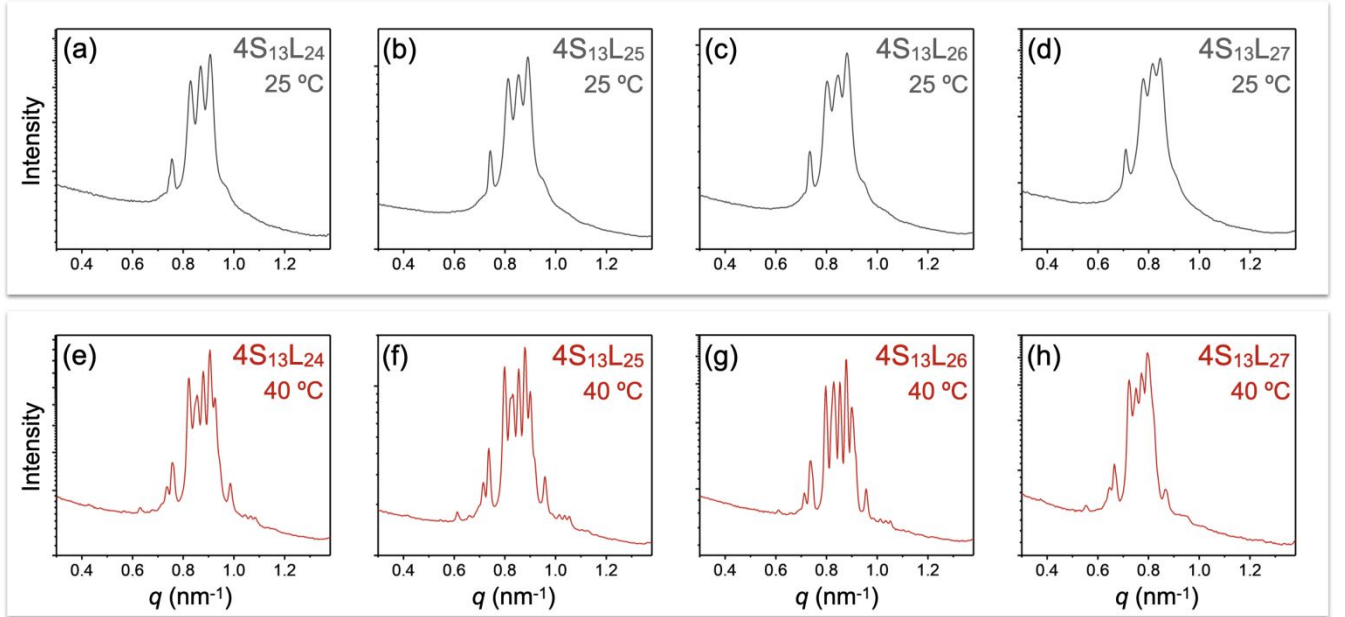 (a) 4S₁₃L₂₄
25 ºC
(b) 4S₁₃L₂₅
25 ºC
(c) 4S₁₃L₂₆
25 ºC
(d) 4S₁₃L₂₇
25 ºC
Intensity
0.4 0.6 0.8 1.0 1.2
0.4 0.6 0.8 1.0 1.2
0.4 0.6 0.8 1.0 1.2
0.4 0.6 0.8 1.0 1.2
(e) 4S₁₃L₂₄
40 ºC
(f) 4S₁₃L₂₅
40 ºC
(g) 4S₁₃L₂₆
40 ºC
(h) 4S₁₃L₂₇
40 ºC
Intensity
0.4 0.6 0.8 1.0 1.2
0.4 0.6 0.8 1.0 1.2
0.4 0.6 0.8 1.0 1.2
0.4 0.6 0.8 1.0 1.2
q (nm⁻¹)
q (nm⁻¹)
q (nm⁻¹)
q (nm⁻¹)